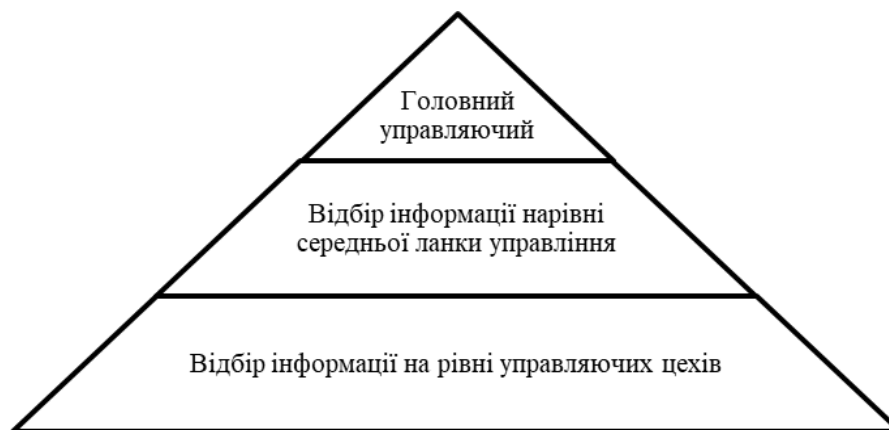 Головний
управляючий
Відбір інформації нарівні
середньої ланки управління
Відбір інформації на рівні управляючих цехів